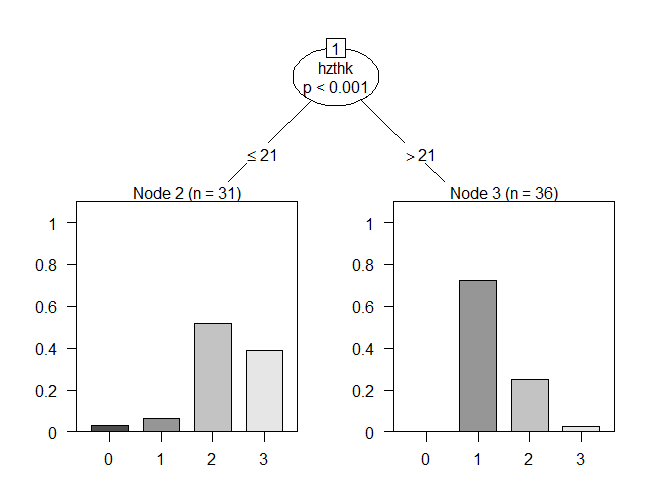 1
hzthk
p < 0.001
≤ 21
> 21
Node 2 (n = 31)
1
0.8
0.6
0.4
0.2
0
0 1 2 3
Node 3 (n = 36)
1
0.8
0.6
0.4
0.2
0
0 1 2 3